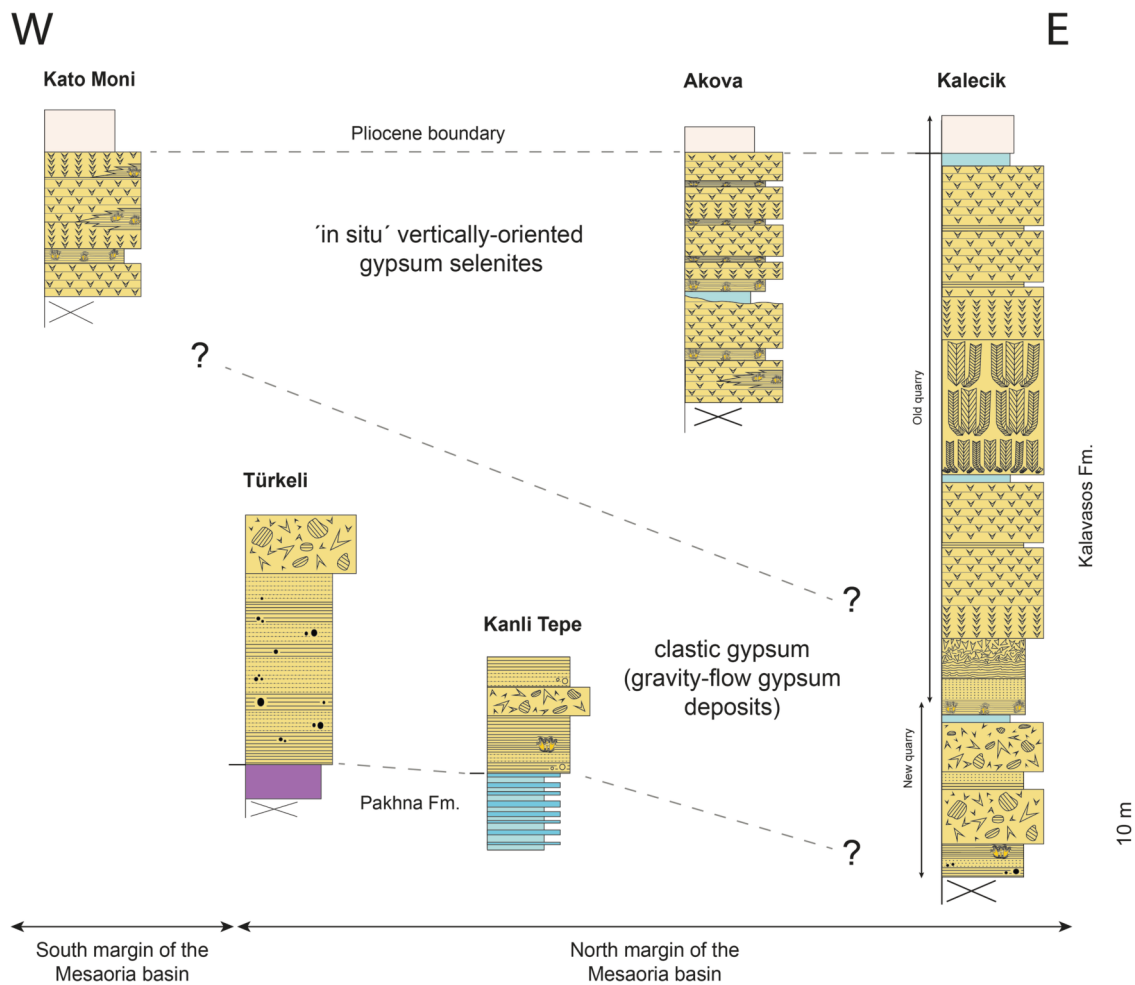 W
E
Kato Moni
Akova
Kalecik
Pliocene boundary
´in situ´ vertically-oriented
gypsum selenites
?
Old quarry
Kalavasos Fm.
Türkeli
?
Kanli Tepe
clastic gypsum
(gravity-flow gypsum
deposits)
New quarry
Pakhna Fm.
?
10 m
South margin of the
Mesaoria basin
North margin of the
Mesaoria basin